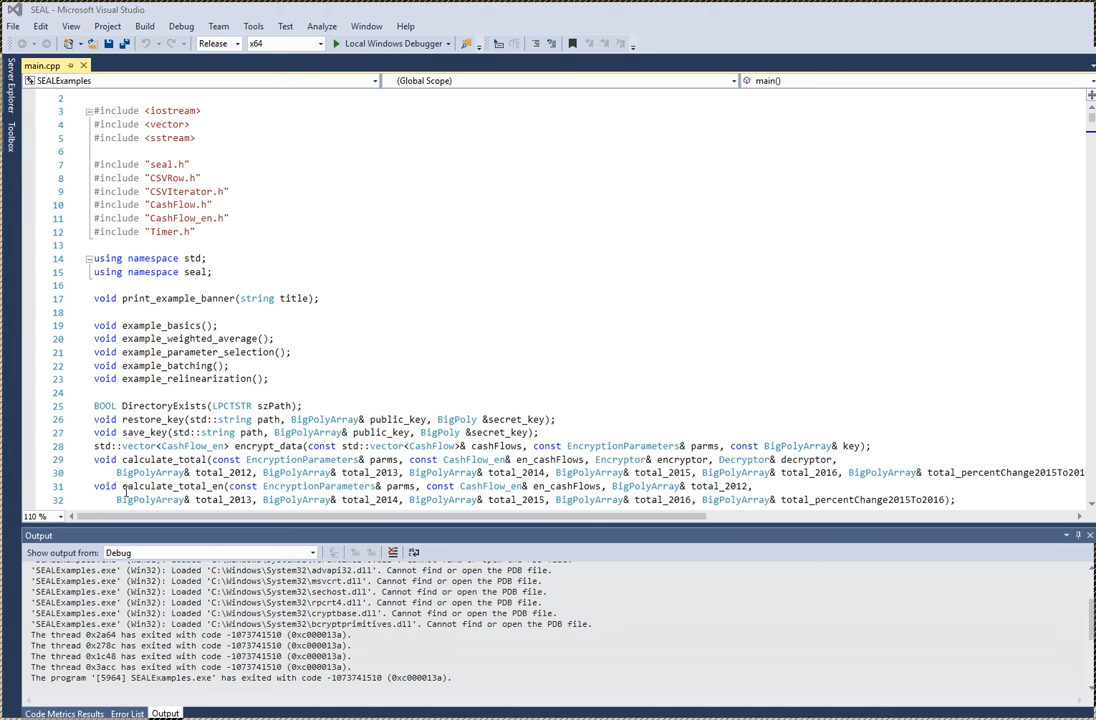 SEAL - Microsoft Visual Studio
File Edit View Project Build Debug Team Tools Test Analyze Window Help
Release x64 Local Windows Debugger
Server Explorer
Toolbox
main.cpp
SEALExamples (Global Scope) main()
2
3 #include <iostream>
4 #include <vector>
5 #include <sstream>
6
7 #include "seal.h"
8 #include "CSVRow.h"
9 #include "CSVIterator.h"
10 #include "CashFlow.h"
11 #include "CashFlow_en.h"
12 #include "Timer.h"
13
14 using namespace std;
15 using namespace seal;
16
17 void print_example_banner(string title);
18
19 void example_basics();
20 void example_weighted_average();
21 void example_parameter_selection();
22 void example_batching();
23 void example_relinearization();
24
25 BOOL DirectoryExists(LPCTSTR szPath);
26 void restore_key(std::string path, BigPolyArray& public_key, BigPoly &secret_key);
27 void save_key(std::string path, BigPolyArray& public_key, BigPoly &secret_key);
28 std::vector<CashFlow_en> encrypt_data(const std::vector<CashFlow>& cashFlows, const EncryptionParameters& parms, const BigPolyArray& key);
29 void calculate_total(const EncryptionParameters& parms, CashFlow_en& en_cashFlows, Encryptor& encryptor, Decryptor& decryptor,
30 BigPolyArray& total_2012, BigPolyArray& total_2013, BigPolyArray& total_2014, BigPolyArray& total_2015, BigPolyArray& total_2016, BigPolyArray& total_percentChange2015To2016
31 void calculate_total_en(const EncryptionParameters& parms, const CashFlow_en& en_cashFlows, BigPolyArray& total_2012,
32 BigPolyArray& total_2013, BigPolyArray& total_2014, BigPolyArray& total_2015, BigPolyArray& total_2016, BigPolyArray& total_percentChange2015To2016);
110 %
Output
Show output from: Debug
'SEALExamples.exe' (Win32): Loaded 'C:\Windows\System32\advapi32.dll'. Cannot find or open the PDB file.
'SEALExamples.exe' (Win32): Loaded 'C:\Windows\System32\msvcrt.dll'. Cannot find or open the PDB file.
'SEALExamples.exe' (Win32): Loaded 'C:\Windows\System32\sechost.dll'. Cannot find or open the PDB file.
'SEALExamples.exe' (Win32): Loaded 'C:\Windows\System32\rpcrt4.dll'. Cannot find or open the PDB file.
'SEALExamples.exe' (Win32): Loaded 'C:\Windows\System32\cryptbase.dll'. Cannot find or open the PDB file.
'SEALExamples.exe' (Win32): Loaded 'C:\Windows\System32\bcryptprimitives.dll'. Cannot find or open the PDB file.
The thread 0x2a64 has exited with code -1073741510 (0xc000013a).
The thread 0x278c has exited with code -1073741510 (0xc000013a).
The thread 0x1c48 has exited with code -1073741510 (0xc000013a).
The thread 0x3acc has exited with code -1073741510 (0xc000013a).
The program '[5964] SEALExamples.exe' has exited with code -1073741510 (0xc000013a).
Code Metrics Results Error List Output